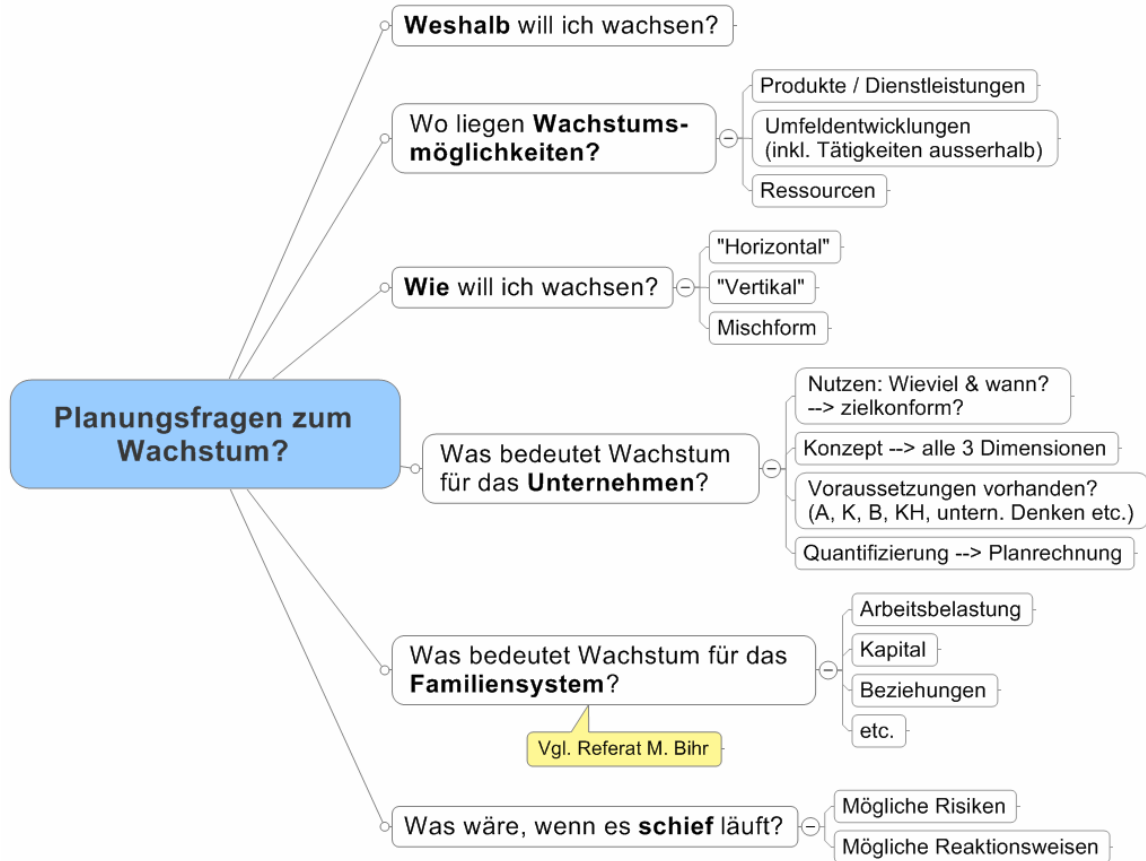 Weshalb will ich wachsen?
Wo liegen Wachstums-
möglichkeiten?
Produkte / Dienstleistungen
Umfeldentwicklungen
(inkl. Tätigkeiten ausserhalb)
Ressourcen
Wie will ich wachsen?
"Horizontal"
"Vertikal"
Mischform
Planungsfragen zum
Wachstum?
Was bedeutet Wachstum
für das Unternehmen?
Nutzen: Wieviel & wann?
--> zielkonform?
Konzept --> alle 3 Dimensionen
Voraussetzungen vorhanden?
(A, K, B, KH, untern. Denken etc.)
Quantifizierung --> Planrechnung
Was bedeutet Wachstum für das
Familiensystem?
Vgl. Referat M. Bihr
Arbeitsbelastung
Kapital
Beziehungen
etc.
Was wäre, wenn es schief läuft?
Mögliche Risiken
Mögliche Reaktionsweisen